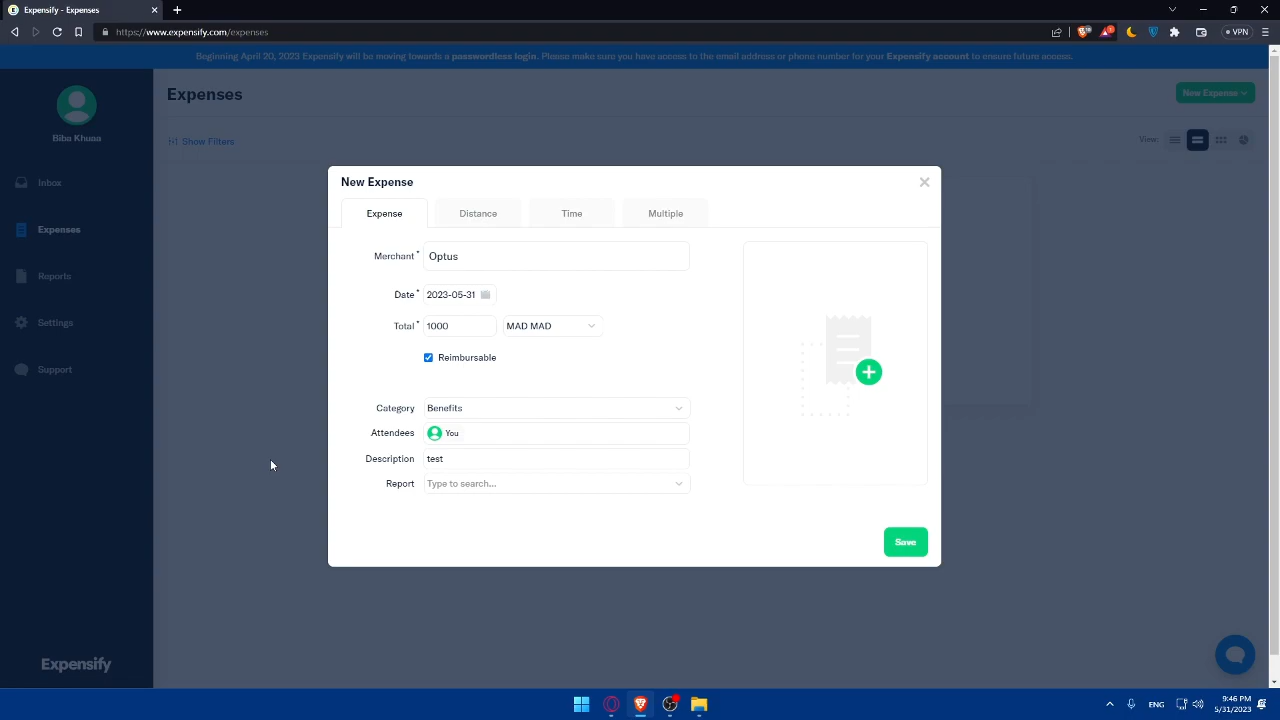 Expensify - Expenses
https://www.expensify.com/expenses
VPN
Beginning April 20, 2023 Expensify will be moving towards a passwordless login. Please make sure you have access to the email address or phone number for your Expensify account to ensure future access.
Biba Khuaa
Inbox
Expenses
Reports
Settings
Support
Expensify
Expenses
New Expense
Show Filters
View:
New Expense
Expense
Distance
Time
Multiple
Merchant * Optus
Date * 2023-05-31
Total * 1000 MAD MAD
Reimbursable
Category Benefits
Attendees You
Description test
Report Type to search...
Save
ENG
9:46 PM
5/31/2023